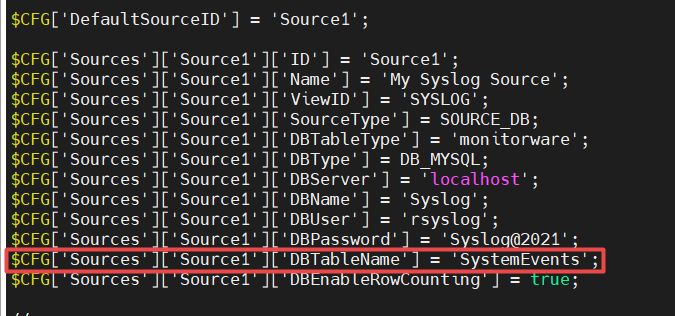 $CFG['DefaultSourceID'] = 'Source1';
$CFG['Sources']['Source1']['ID'] = 'Source1';
$CFG['Sources']['Source1']['Name'] = 'My Syslog Source';
$CFG['Sources']['Source1']['ViewID'] = 'SYSLOG';
$CFG['Sources']['Source1']['SourceType'] = SOURCE_DB;
$CFG['Sources']['Source1']['DBTableType'] = 'monitorware';
$CFG['Sources']['Source1']['DBType'] = DB_MYSQL;
$CFG['Sources']['Source1']['DBServer'] = 'localhost';
$CFG['Sources']['Source1']['DBName'] = 'Syslog';
$CFG['Sources']['Source1']['DBUser'] = 'rsyslog';
$CFG['Sources']['Source1']['DBPassword'] = 'Syslog@2021';
$CFG['Sources']['Source1']['DBTableName'] = 'SystemEvents';
$CFG['Sources']['Source1']['DBEnableRowCounting'] = true;